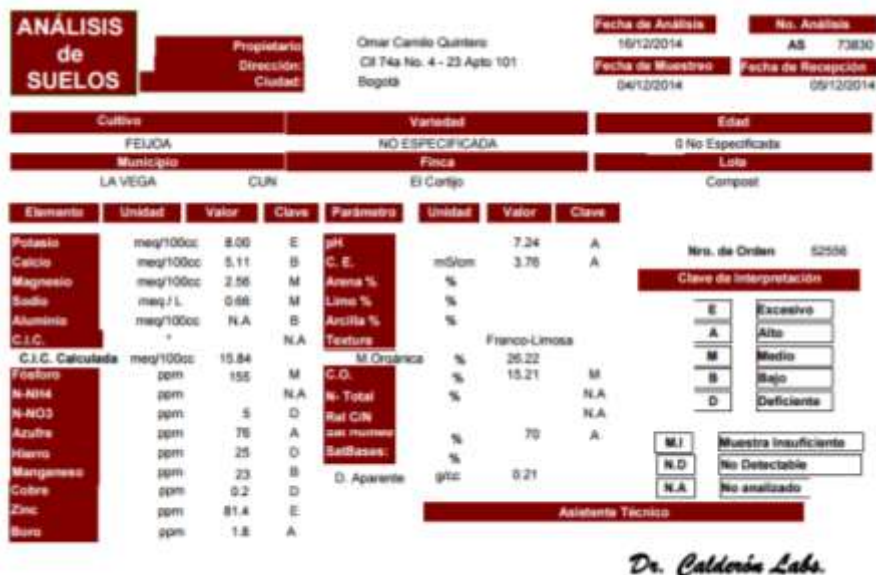 ANÁLISIS
de
SUELOS
Propietario Omar Camilo Quintero
Dirección: Cll 74a No. 4 - 23 Apto 101
Ciudad: Bogotá
Fecha de Análisis No. Análisis
16/12/2014 AS 73830
Fecha de Muestreo Fecha de Recepción
04/12/2014 05/12/2014
Cultivo Variedad Edad
FEIJOA NO ESPECIFICADA 0 No Especificada
Municipio Finca Lote
LA VEGA CUN El Cortijo Compost
Elemento Unidad Valor Clave Parámetro Unidad Valor Clave
Potasio meq/100cc 8.00 E pH 7.24 A
Calcio meq/100cc 5.11 B C. E. mS/cm 3.76 A
Magnesio meq/100cc 2.56 M Arena % %
Sodio meq / L 0.66 M Limo % %
Aluminio meq/100cc N.A B Arcilla % %
C.I.C. * N.A Textura Franco-Limosa
C.I.C. Calculada meq/100cc 15.84 M.Orgánica % 26.22
Fósforo ppm 155 M C.O. % 15.21 M
N-NH4 ppm N.A N- Total % N.A
N-NO3 ppm 5 D Rel C/N N.A
Azufre ppm 76 A % 70 A
Hierro ppm 25 D SatBases: %
Manganeso ppm 23 B D. Aparente g/cc 0.21
Cobre ppm 0.2 D
Zinc ppm 81.4 E
Boro ppm 1.8 A
Nro. de Orden 52556
Clave de Interpretación
E Excesivo
A Alto
M Medio
B Bajo
D Deficiente
M.I Muestra Insuficiente
N.D No Detectable
N.A No analizado
Asistente Técnico
Dr. Calderón Labs.